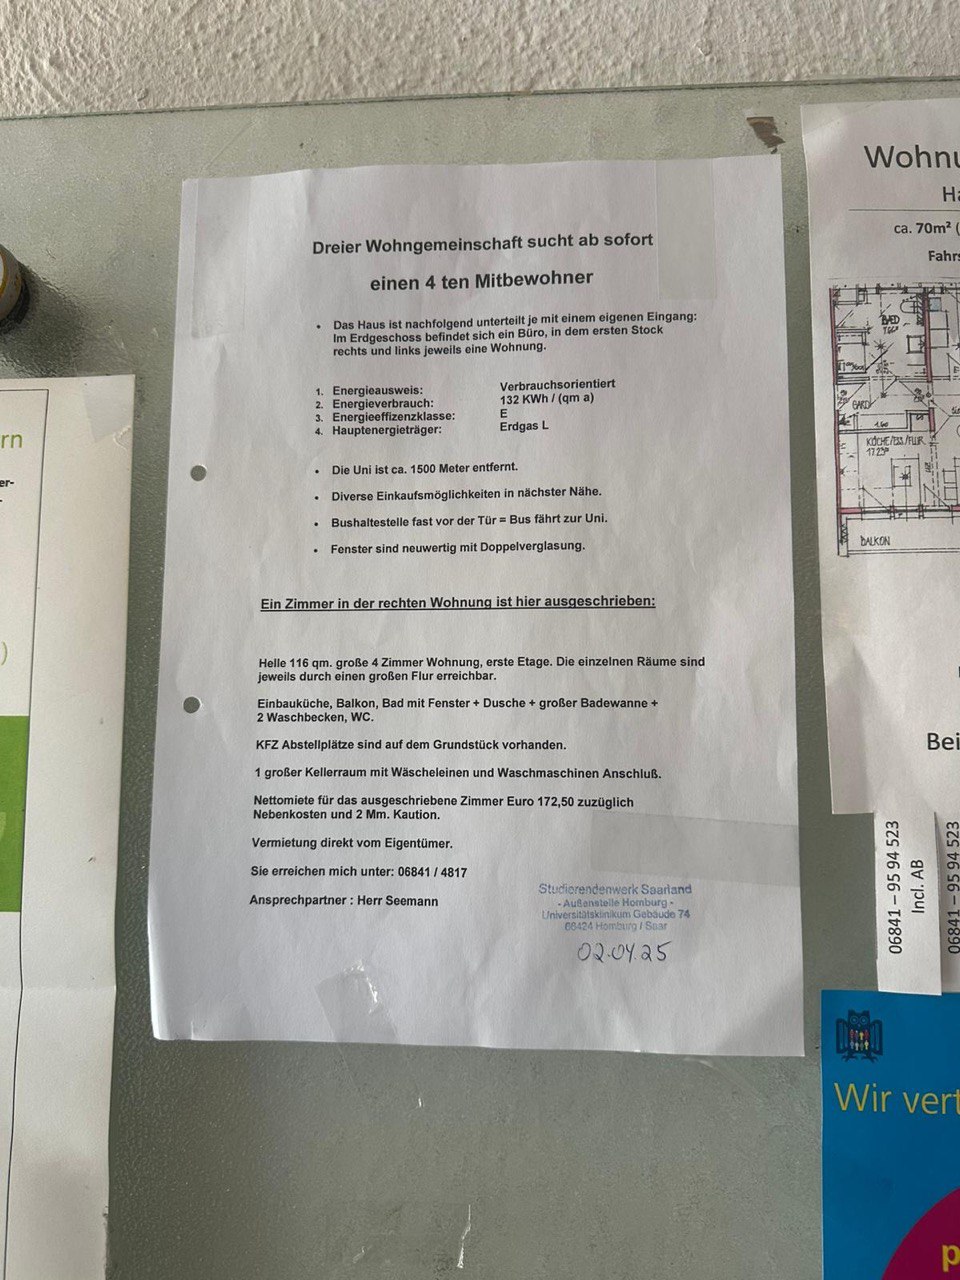 Dreier Wohngemeinschaft sucht ab sofort
einen 4 ten Mitbewohner
• Das Haus ist nachfolgend unterteilt je mit einem eigenen Eingang:
Im Erdgeschoss befindet sich ein Büro, in dem ersten Stock
rechts und links jeweils eine Wohnung.
1. Energieausweis: Verbrauchsorientiert
2. Energieverbrauch: 132 KWh / (qm a)
3. Energieeffizenzklasse: E
4. Hauptenergieträger: Erdgas L
• Die Uni ist ca. 1500 Meter entfernt.
• Diverse Einkaufsmöglichkeiten in nächster Nähe.
• Bushaltestelle fast vor der Tür = Bus fährt zur Uni.
• Fenster sind neuwertig mit Doppelverglasung.
Ein Zimmer in der rechten Wohnung ist hier ausgeschrieben:
Helle 116 qm. große 4 Zimmer Wohnung, erste Etage. Die einzelnen Räume sind
jeweils durch einen großen Flur erreichbar.
Einbauküche, Balkon, Bad mit Fenster + Dusche + großer Badewanne +
2 Waschbecken, WC.
KFZ Abstellplätze sind auf dem Grundstück vorhanden.
1 großer Kellerraum mit Wäscheleinen und Waschmaschinen Anschluß.
Nettomiete für das ausgeschriebene Zimmer Euro 172,50 zuzüglich
Nebenkosten und 2 Mm. Kaution.
Vermietung direkt vom Eigentümer.
Sie erreichen mich unter: 06841 / 4817
Ansprechpartner : Herr Seemann
Studierendenwerk Saarland
- Außenstelle Homburg -
Universitätsklinikum Gebäude 74
66424 Homburg / Saar
02.04.25
rn
er-
)
Wohnu
Ha
ca. 70m² (
Fahrs
BAD
GARD
KÜCHE/ESS/FLUR
17.23
BALKON
Bei
06841 – 95 94 523
Incl. AB
06841 – 95 94 523
Wir vert
p